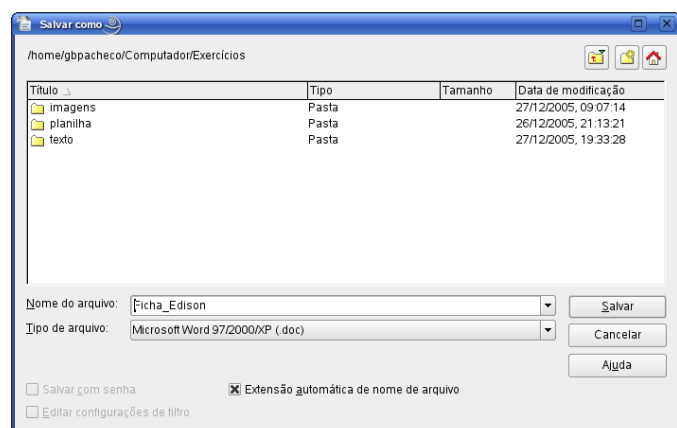 Salvar como
/home/gbpacheco/Computador/Exercícios
Título Tipo Tamanho Data de modificação
imagens Pasta 27/12/2005, 09:07:14
planilha Pasta 26/12/2005, 21:13:21
texto Pasta 27/12/2005, 19:33:28
Nome do arquivo: Ficha_Edison Salvar
Tipo de arquivo: Microsoft Word 97/2000/XP (.doc) Cancelar
Ajuda
Salvar com senha Extensão automática de nome de arquivo
Editar configurações de filtro